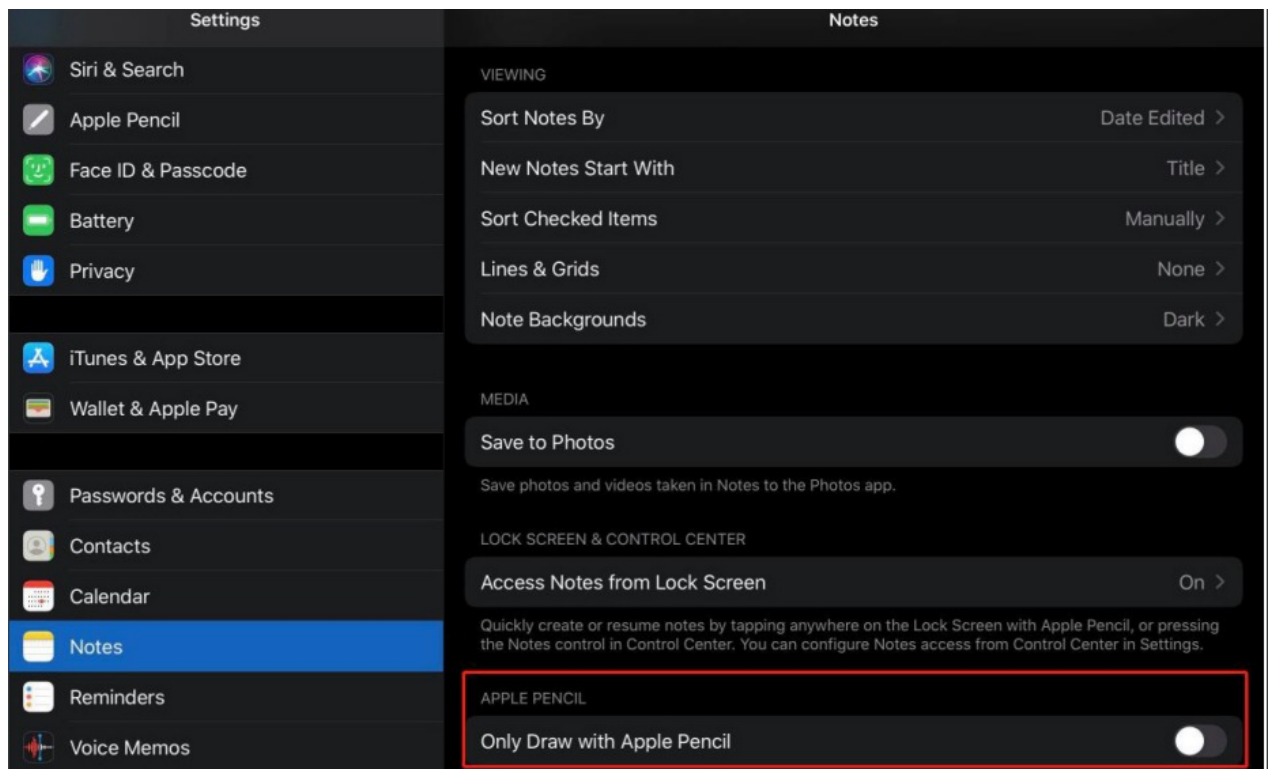 Settings
Siri & Search
Apple Pencil
Face ID & Passcode
Battery
Privacy
iTunes & App Store
Wallet & Apple Pay
Passwords & Accounts
Contacts
Calendar
Notes
Reminders
Voice Memos
Notes
VIEWING
Sort Notes By Date Edited >
New Notes Start With Title >
Sort Checked Items Manually >
Lines & Grids None >
Note Backgrounds Dark >
MEDIA
Save to Photos
Save photos and videos taken in Notes to the Photos app.
LOCK SCREEN & CONTROL CENTER
Access Notes from Lock Screen On >
Quickly create or resume notes by tapping anywhere on the Lock Screen with Apple Pencil, or pressing
the Notes control in Control Center. You can configure Notes access from Control Center in Settings.
APPLE PENCIL
Only Draw with Apple Pencil